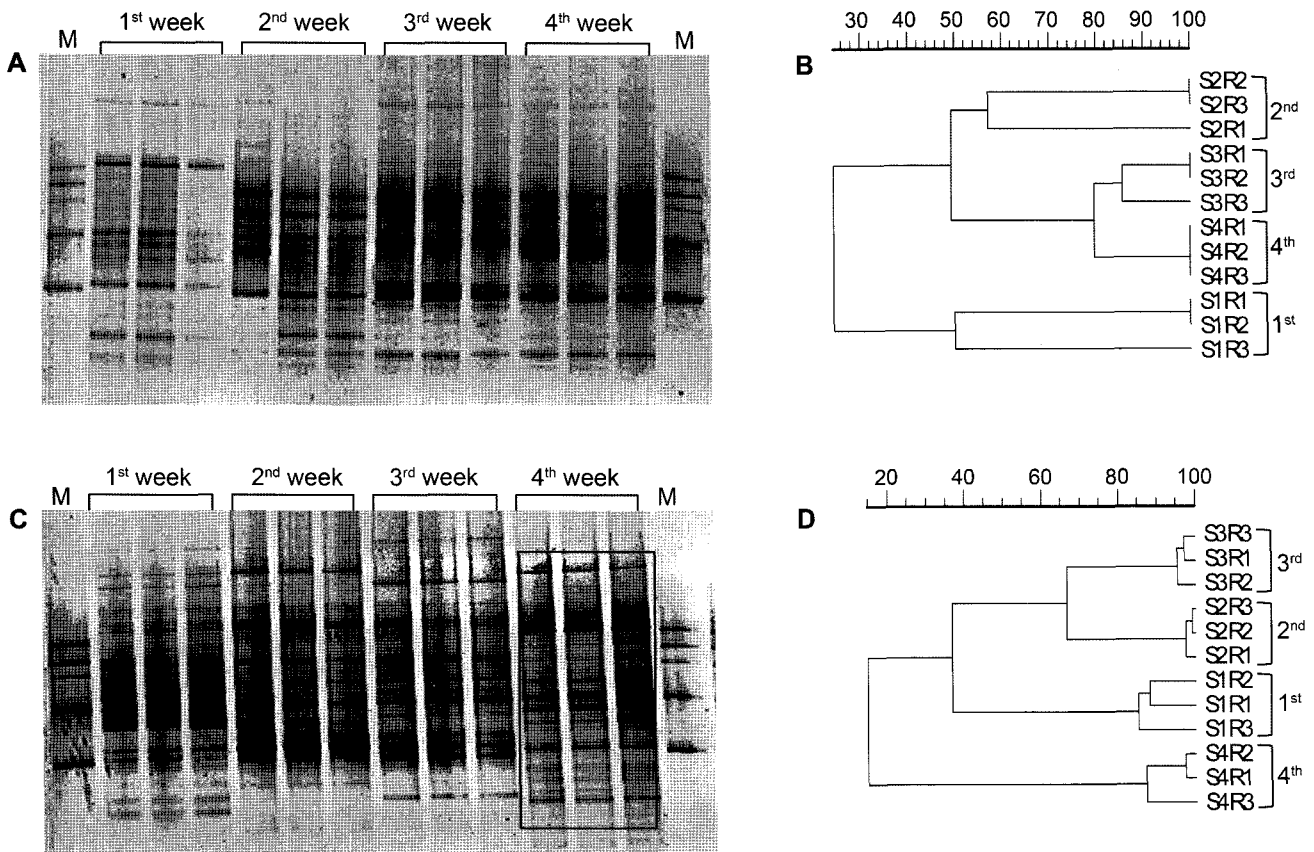 1st week 2nd week 3rd week 4th week
M M
A
30 40 50 60 70 80 90 100
B
S2R2
S2R3
S2R1
2nd
S3R1
S3R2
S3R3
3rd
S4R1
S4R2
S4R3
4th
S1R1
S1R2
S1R3
1st
1st week 2nd week 3rd week 4th week
M M
C
20 40 60 80 100
D
S3R3
S3R1
S3R2
3rd
S2R3
S2R2
S2R1
2nd
S1R2
S1R1
S1R3
1st
S4R2
S4R1
S4R3
4th